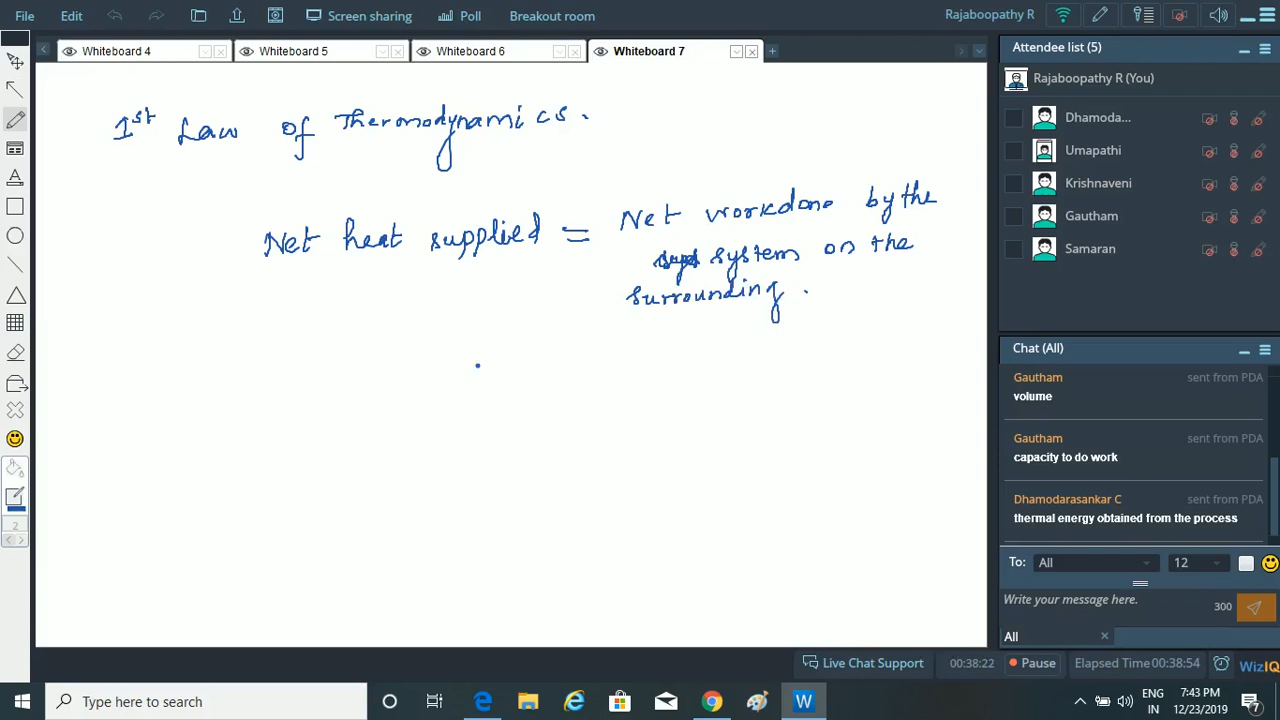 File Edit Screen sharing Poll Breakout room Rajaboopathy R
Whiteboard 4 Whiteboard 5 Whiteboard 6 Whiteboard 7
Attendee list (5)
Rajaboopathy R (You)
Dhamoda...
Umapathi
Krishnaveni
Gautham
Samaran
1st Law of Thermodynamics.
Net heat supplied = Net workdone by the
system on the
surrounding.
Chat (All)
Gautham sent from PDA
volume
Gautham sent from PDA
capacity to do work
Dhamodarasankar C sent from PDA
thermal energy obtained from the process
To: All 12
Write your message here. 300
All
Live Chat Support 00:38:22 Pause Elapsed Time 00:38:54 WizIQ
2
Type here to search
ENG 7:43 PM
IN 12/23/2019 7